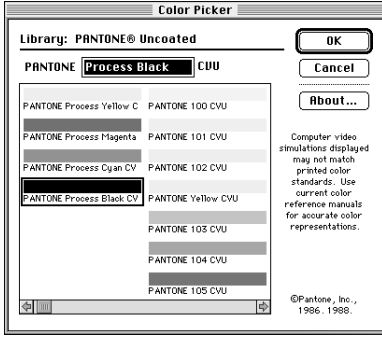 Color Picker
Library: PANTONE® Uncoated
PANTONE Process Black CVU
PANTONE Process Yellow C
PANTONE Process Magenta
PANTONE Process Cyan CV
PANTONE Process Black CV
PANTONE 100 CVU
PANTONE 101 CVU
PANTONE 102 CVU
PANTONE Yellow CVU
PANTONE 103 CVU
PANTONE 104 CVU
PANTONE 105 CVU
OK
Cancel
About...
Computer video
simulations displayed
may not match
printed color
standards. Use
current color
reference manuals
for accurate color
representations.
©Pantone, Inc.,
1986, 1988.